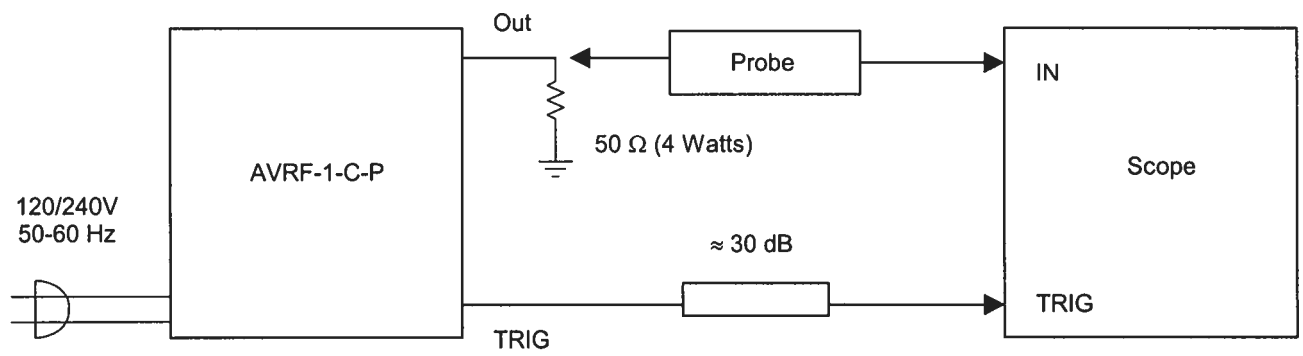 Out
Probe
IN
50 Ω (4 Watts)
AVRF-1-C-P
Scope
120/240V
50-60 Hz
≈ 30 dB
TRIG
TRIG